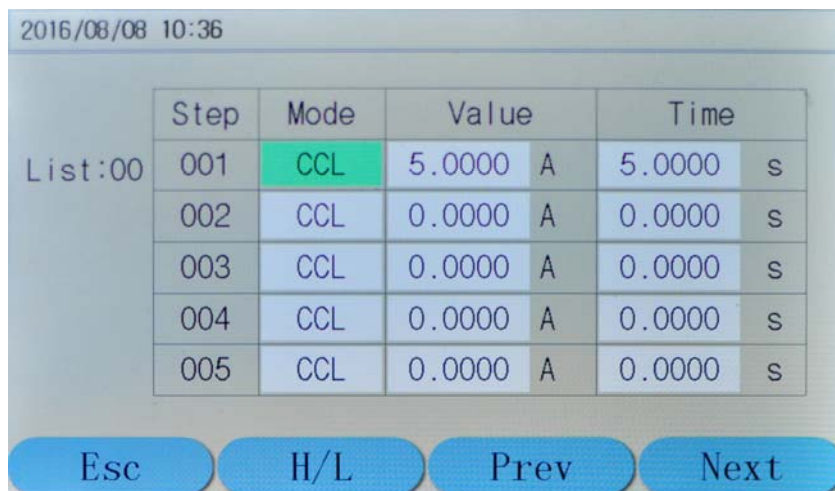 2016/08/08 10:36
Step Mode Value Time
List:00 001 CCL 5.0000 A 5.0000 s
002 CCL 0.0000 A 0.0000 s
003 CCL 0.0000 A 0.0000 s
004 CCL 0.0000 A 0.0000 s
005 CCL 0.0000 A 0.0000 s
Esc H/L Prev Next